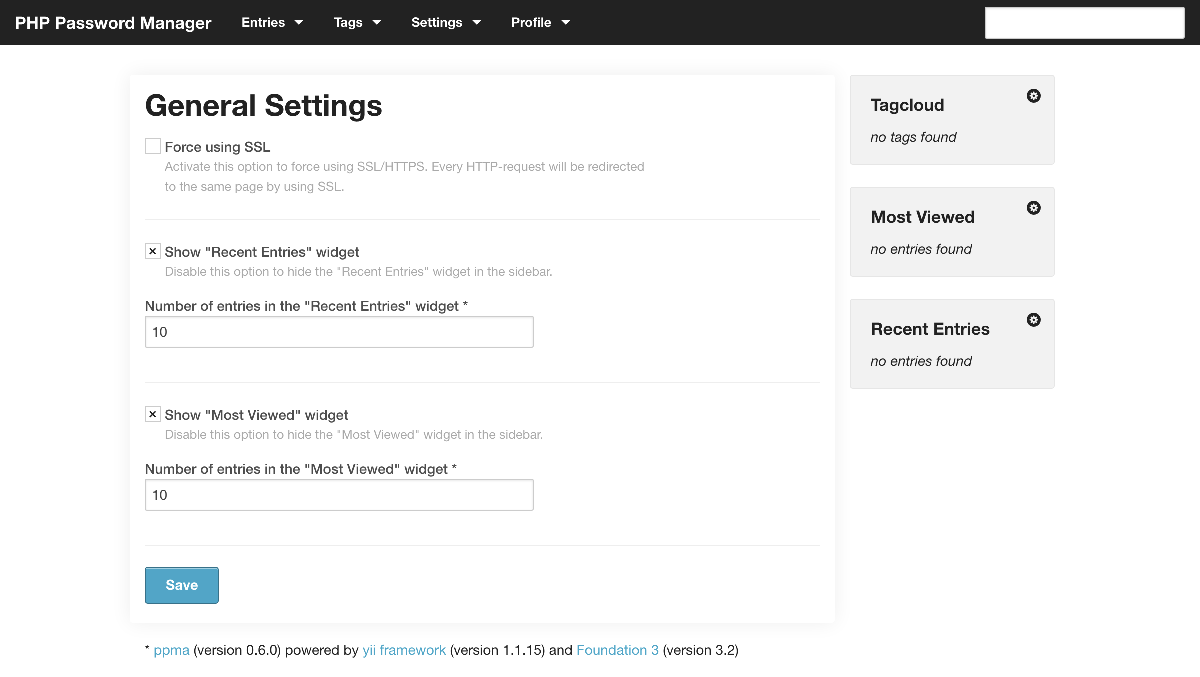 PHP Password Manager Entries Tags Settings Profile
General Settings
Force using SSL
Activate this option to force using SSL/HTTPS. Every HTTP-request will be redirected
to the same page by using SSL.
Show "Recent Entries" widget
Disable this option to hide the "Recent Entries" widget in the sidebar.
Number of entries in the "Recent Entries" widget *
10
Show "Most Viewed" widget
Disable this option to hide the "Most Viewed" widget in the sidebar.
Number of entries in the "Most Viewed" widget *
10
Save
Tagcloud
no tags found
Most Viewed
no entries found
Recent Entries
no entries found
* ppma (version 0.6.0) powered by yii framework (version 1.1.15) and Foundation 3 (version 3.2)